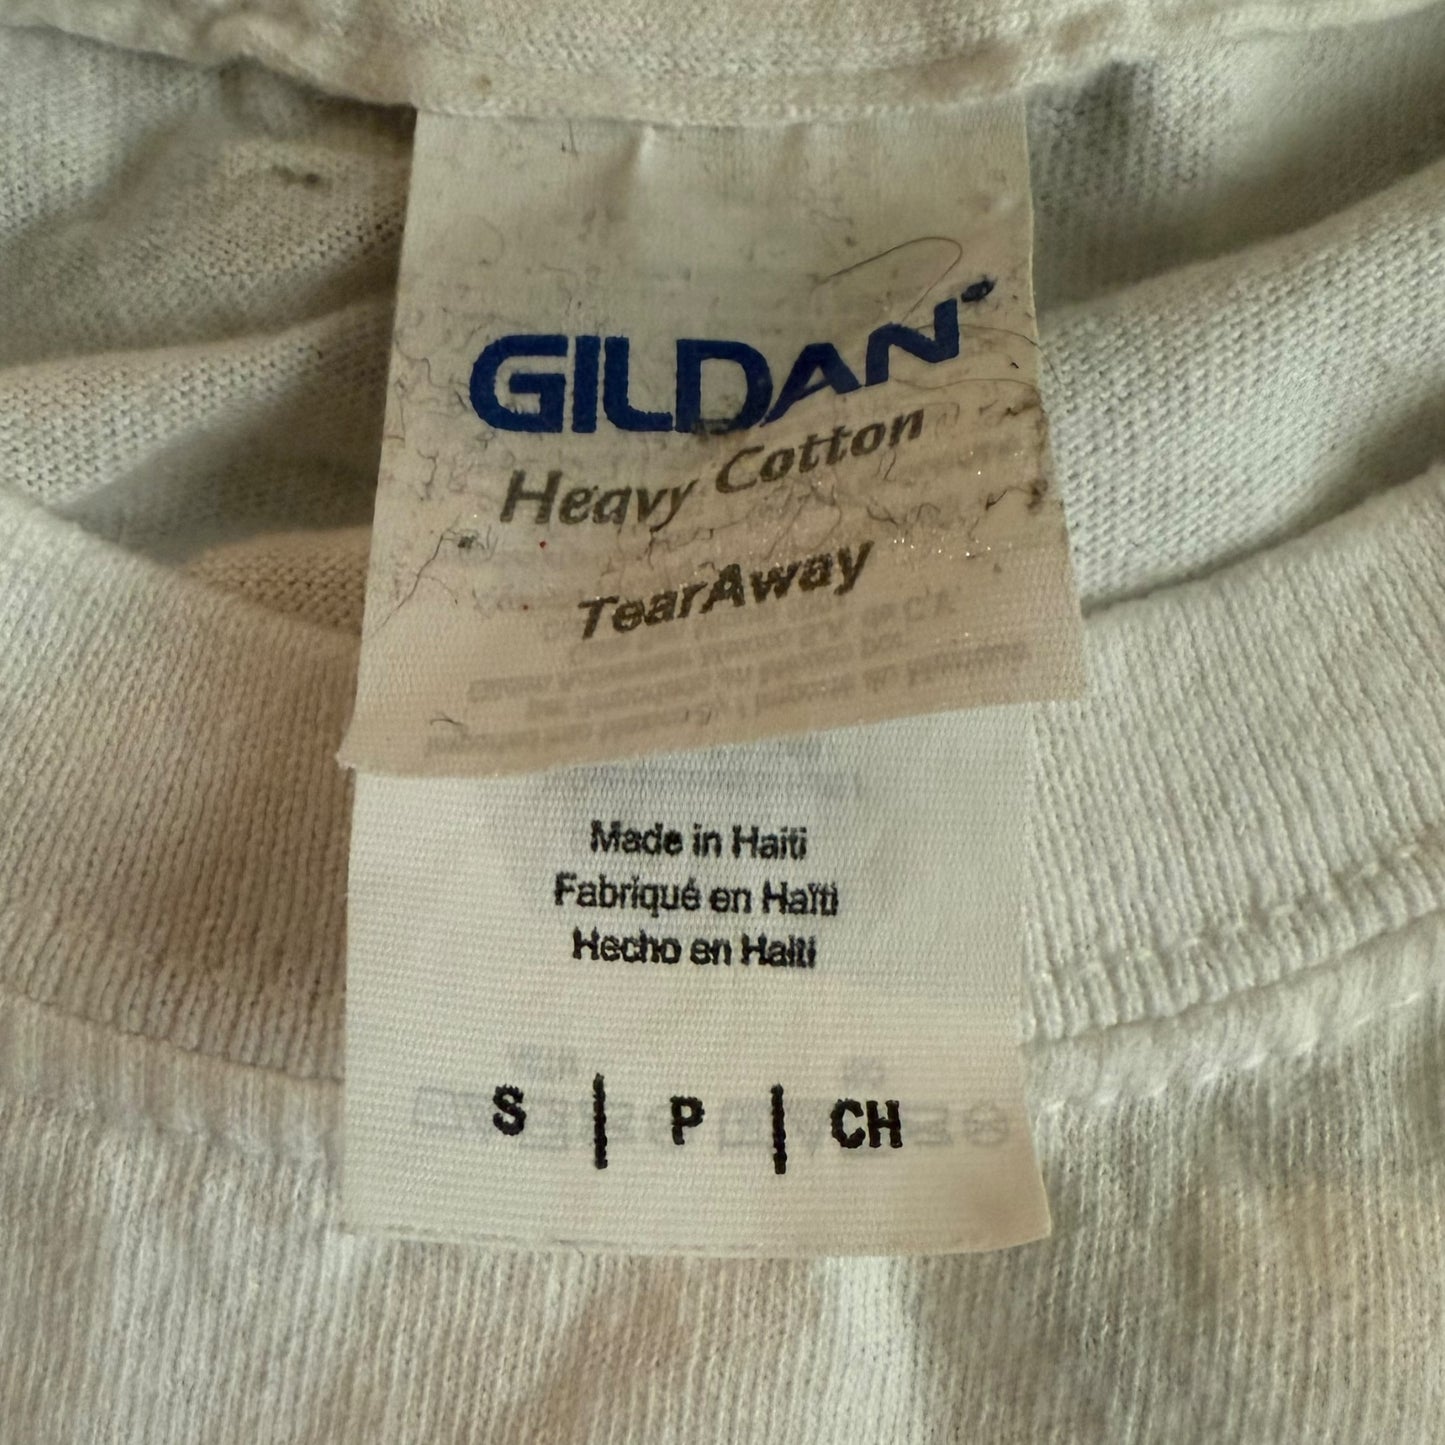 GILDAN
Heavy Cotton
TearAway
Made in Haiti
Fabriqué en Haïti
Hecho en Haiti
S | P | CH